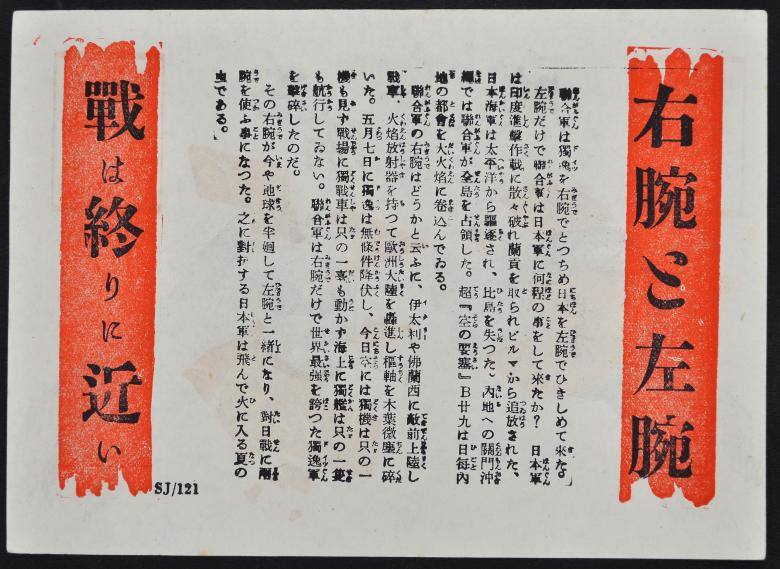 右腕と左腕
聯合軍は獨逸を右腕でとつちめ日本を左腕でひきしめて來た。
左腕だけで聯合軍は日本軍に何程の事をして來たか？　日本軍
は印度進擊作戰に散々破れ蘭貢を取られビルマから追放された、
日本海軍は太平洋から驅逐され、比島を失つた、內地への關門沖
繩では聯合軍が全島を占領した。超『空の要塞』Ｂ廿九は日每內
地の都會を大火焰に卷込んでゐる。
聯合軍の右腕はどうかと云ふに、伊太利や佛蘭西に敵前上陸し
戰車、火焰放射器を持つて歐洲大陸を轟進し樞軸を木葉微塵に碎
いた。五月七日に獨逸は無條件降伏し、今日空には獨機は只の一
機も見ず戰場に獨戰車は只の一臺も動かず海上に獨艦は只の一隻
も航行してゐない。聯合軍は右腕だけで世界最强を誇つた獨逸軍
を擊碎したのだ。
その右腕が今や地球を半廻して左腕と一緖になり、對日戰に兩
腕を使ふ事になつた。之に對抗する日本軍は飛んで火に入る夏の
虫である。
戰は終りに近い
SJ/121